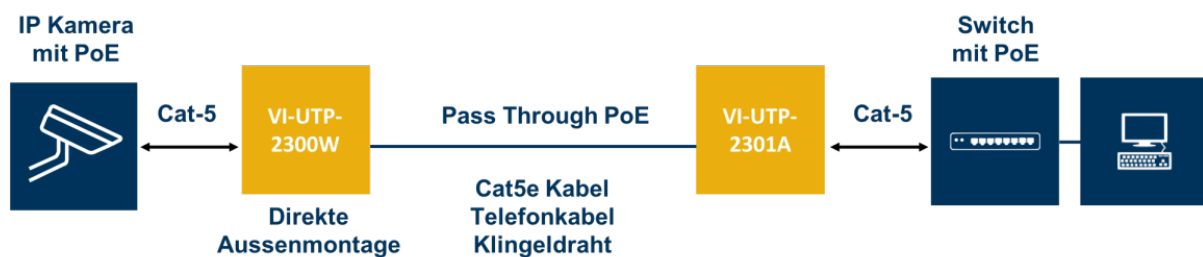 IP Kamera
mit PoE
Cat-5
VI-UTP-
2300W
Direkte
Aussenmontage
Pass Through PoE
Cat5e Kabel
Telefonkabel
Klingeldraht
VI-UTP-
2301A
Cat-5
Switch
mit PoE